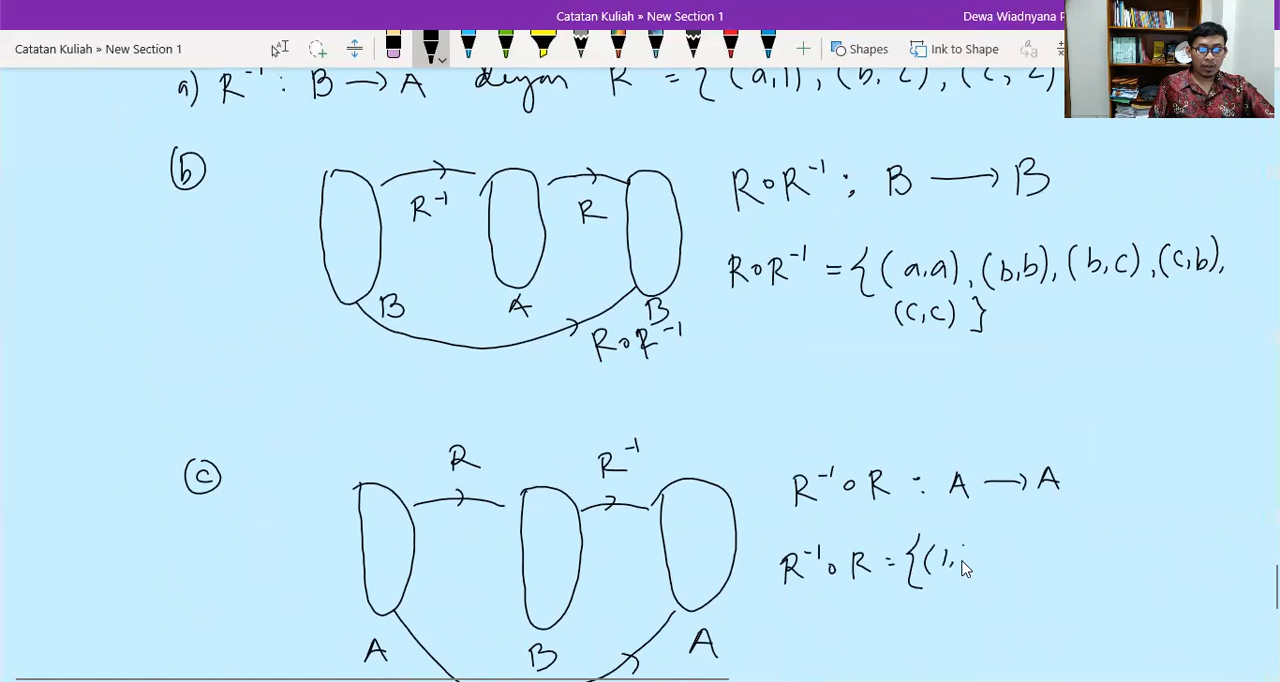 Catatan Kuliah » New Section 1
Dewa Wiadnyana P
Catatan Kuliah » New Section 1
Shapes
Ink to Shape
a) R⁻¹ : B → A dengan R = {(a,1), (b, 2), (c, 2)
b
R⁻¹
R
B
A
B
R∘R⁻¹
R∘R⁻¹ : B → B
R∘R⁻¹ = {(a,a), (b,b), (b,c), (c,b),
(c,c)}
c
R
R⁻¹
A
B
A
R⁻¹∘R : A → A
R⁻¹∘R = {(1,